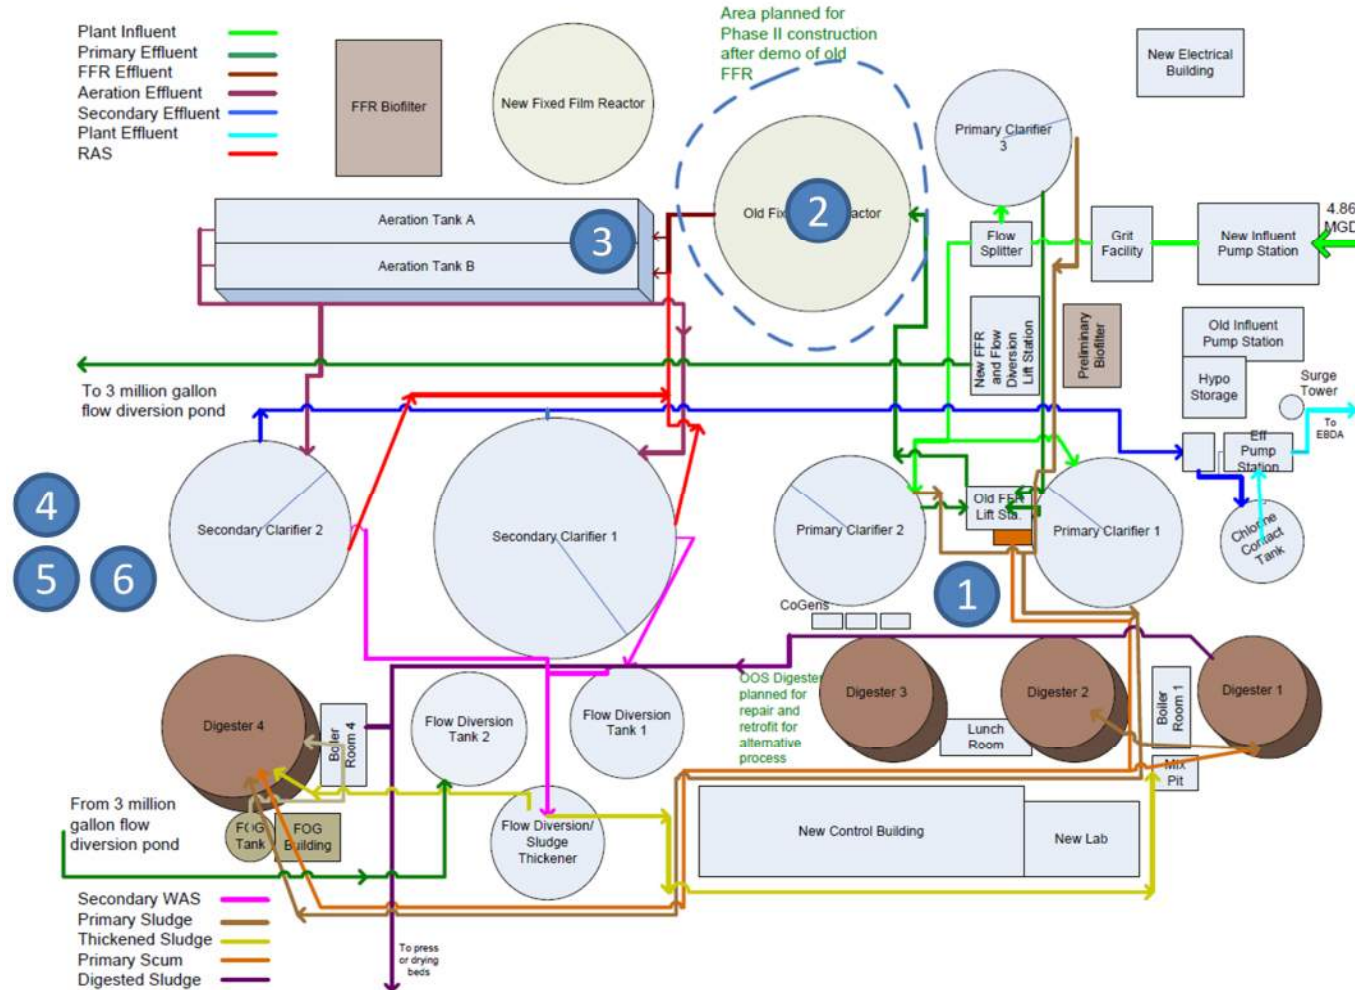 Plant Influent
Primary Effluent
FFR Effluent
Aeration Effluent
Secondary Effluent
Plant Effluent
RAS
FFR Biofilter
New Fixed Film Reactor
Area planned for
Phase II construction
after demo of old
FFR
Primary Clarifier
3
New Electrical
Building
Aeration Tank A
Aeration Tank B
3
Old Fix
2
actor
Flow
Splitter
Grit
Facility
New Influent
Pump Station
4.86
MGD
New FFR
and Flow
Diversion
Lift Station
Preliminary
Biofilter
Old Influent
Pump Station
Hypo
Storage
Surge
Tower
To
EBDA
Eff
Pump
Station
Chlorine
Contact
Tank
To 3 million gallon
flow diversion pond
4
5
6
Secondary Clarifier 2
Secondary Clarifier 1
Primary Clarifier 2
Old FFR
Lift Sta.
Primary Clarifier 1
1
CoGens
Digester 4
Boiler
Room 4
Flow Diversion
Tank 2
Flow Diversion
Tank 1
OOS Digester
planned for
repair and
retrofit for
alternative
process
Digester 3
Lunch
Room
Digester 2
Boiler
Room 1
Digester 1
Mix
Pit
From 3 million
gallon flow
diversion pond
FOG
Tank
FOG
Building
Flow Diversion/
Sludge
Thickener
New Control Building
New Lab
Secondary WAS
Primary Sludge
Thickened Sludge
Primary Scum
Digested Sludge
To press
or drying
beds